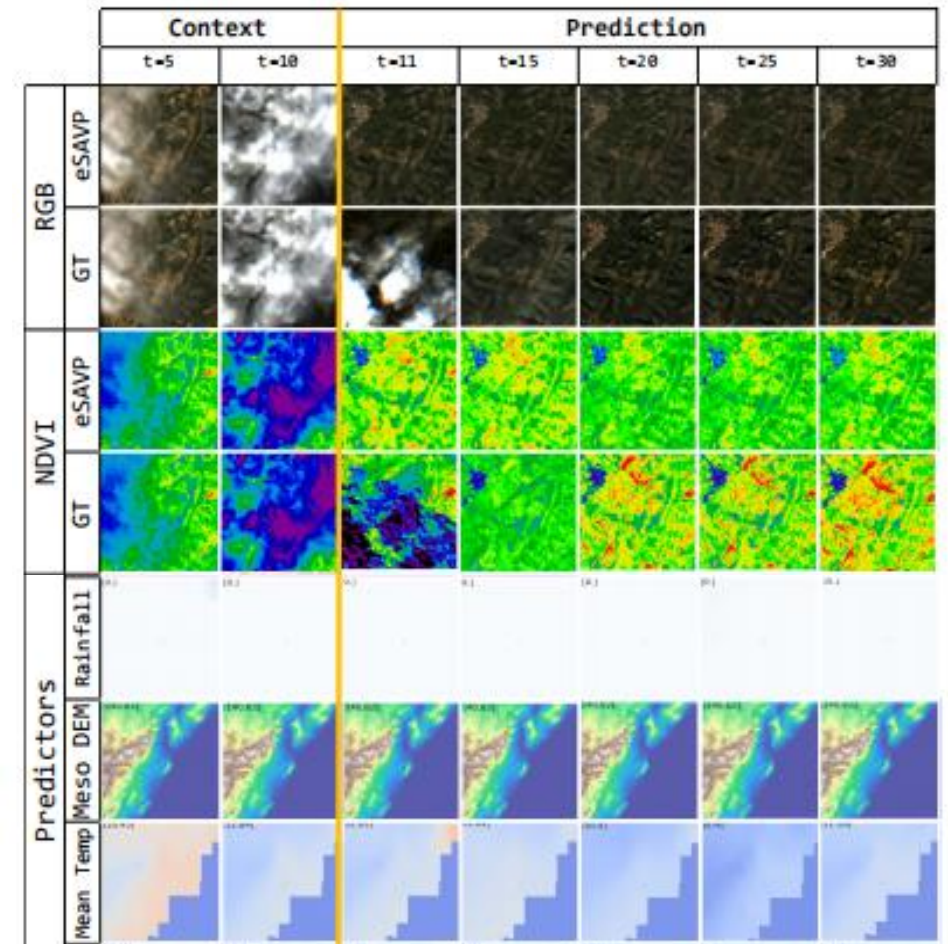 Context Prediction
t=5 t=10 t=11 t=15 t=20 t=25 t=30
RGB
eSAVP
GT
NDVI
eSAVP
GT
Predictors
Rainfall
Meso DEM
Mean Temp